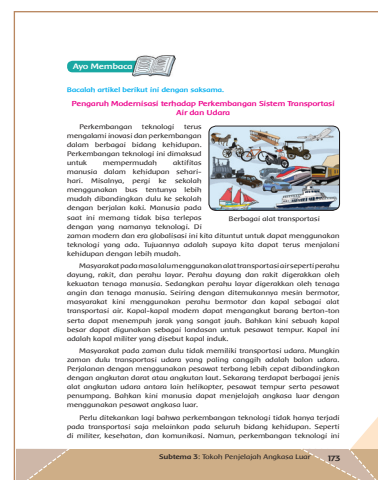 Ayo Membaca
Bacalah artikel berikut ini dengan saksama.
Pengaruh Modernisasi terhadap Perkembangan Sistem Transportasi
Air dan Udara
Perkembangan teknologi terus
mengalami inovasi dan perkembangan
dalam berbagai bidang kehidupan.
Perkembangan teknologi ini dimaksud
untuk mempermudah aktifitas
manusia dalam kehidupan sehari-
hari. Misalnya, pergi ke sekolah
menggunakan bus tentunya lebih
mudah dibandingkan dulu ke sekolah
dengan berjalan kaki. Manusia pada
saat ini memang tidak bisa terlepas
dengan yang namanya teknologi. Di
Berbagai alat transportasi
zaman modern dan era globalisasi ini kita dituntut untuk dapat menggunakan
teknologi yang ada. Tujuannya adalah supaya kita dapat terus menjalani
kehidupan dengan lebih mudah.
Masyarakat pada masa lalu menggunakan alat transportasi air seperti perahu
dayung, rakit, dan perahu layar. Perahu dayung dan rakit digerakkan oleh
kekuatan tenaga manusia. Sedangkan perahu layar digerakkan oleh tenaga
angin dan tenaga manusia. Seiring dengan ditemukannya mesin bermotor,
masyarakat kini menggunakan perahu bermotor dan kapal sebagai alat
transportasi air. Kapal-kapal modern dapat mengangkut barang berton-ton
serta dapat menempuh jarak yang sangat jauh. Bahkan kini sebuah kapal
besar dapat digunakan sebagai landasan untuk pesawat tempur. Kapal ini
adalah kapal militer yang disebut kapal induk.
Masyarakat pada zaman dulu tidak memiliki transportasi udara. Mungkin
zaman dulu transportasi udara yang paling canggih adalah balon udara.
Perjalanan dengan menggunakan pesawat terbang lebih cepat dibandingkan
dengan angkutan darat atau angkutan laut. Sekarang terdapat berbagai jenis
alat angkutan udara antara lain helikopter, pesawat tempur serta pesawat
penumpang. Bahkan kini manusia dapat menjelajah angkasa luar dengan
menggunakan pesawat angkasa luar.
Perlu ditekankan lagi bahwa perkembangan teknologi tidak hanya terjadi
pada transportasi saja melainkan pada seluruh bidang kehidupan. Seperti
di militer, kesehatan, dan komunikasi. Namun, perkembangan teknologi ini
Subtema 3: Tokoh Penjelajah Angkasa Luar 173